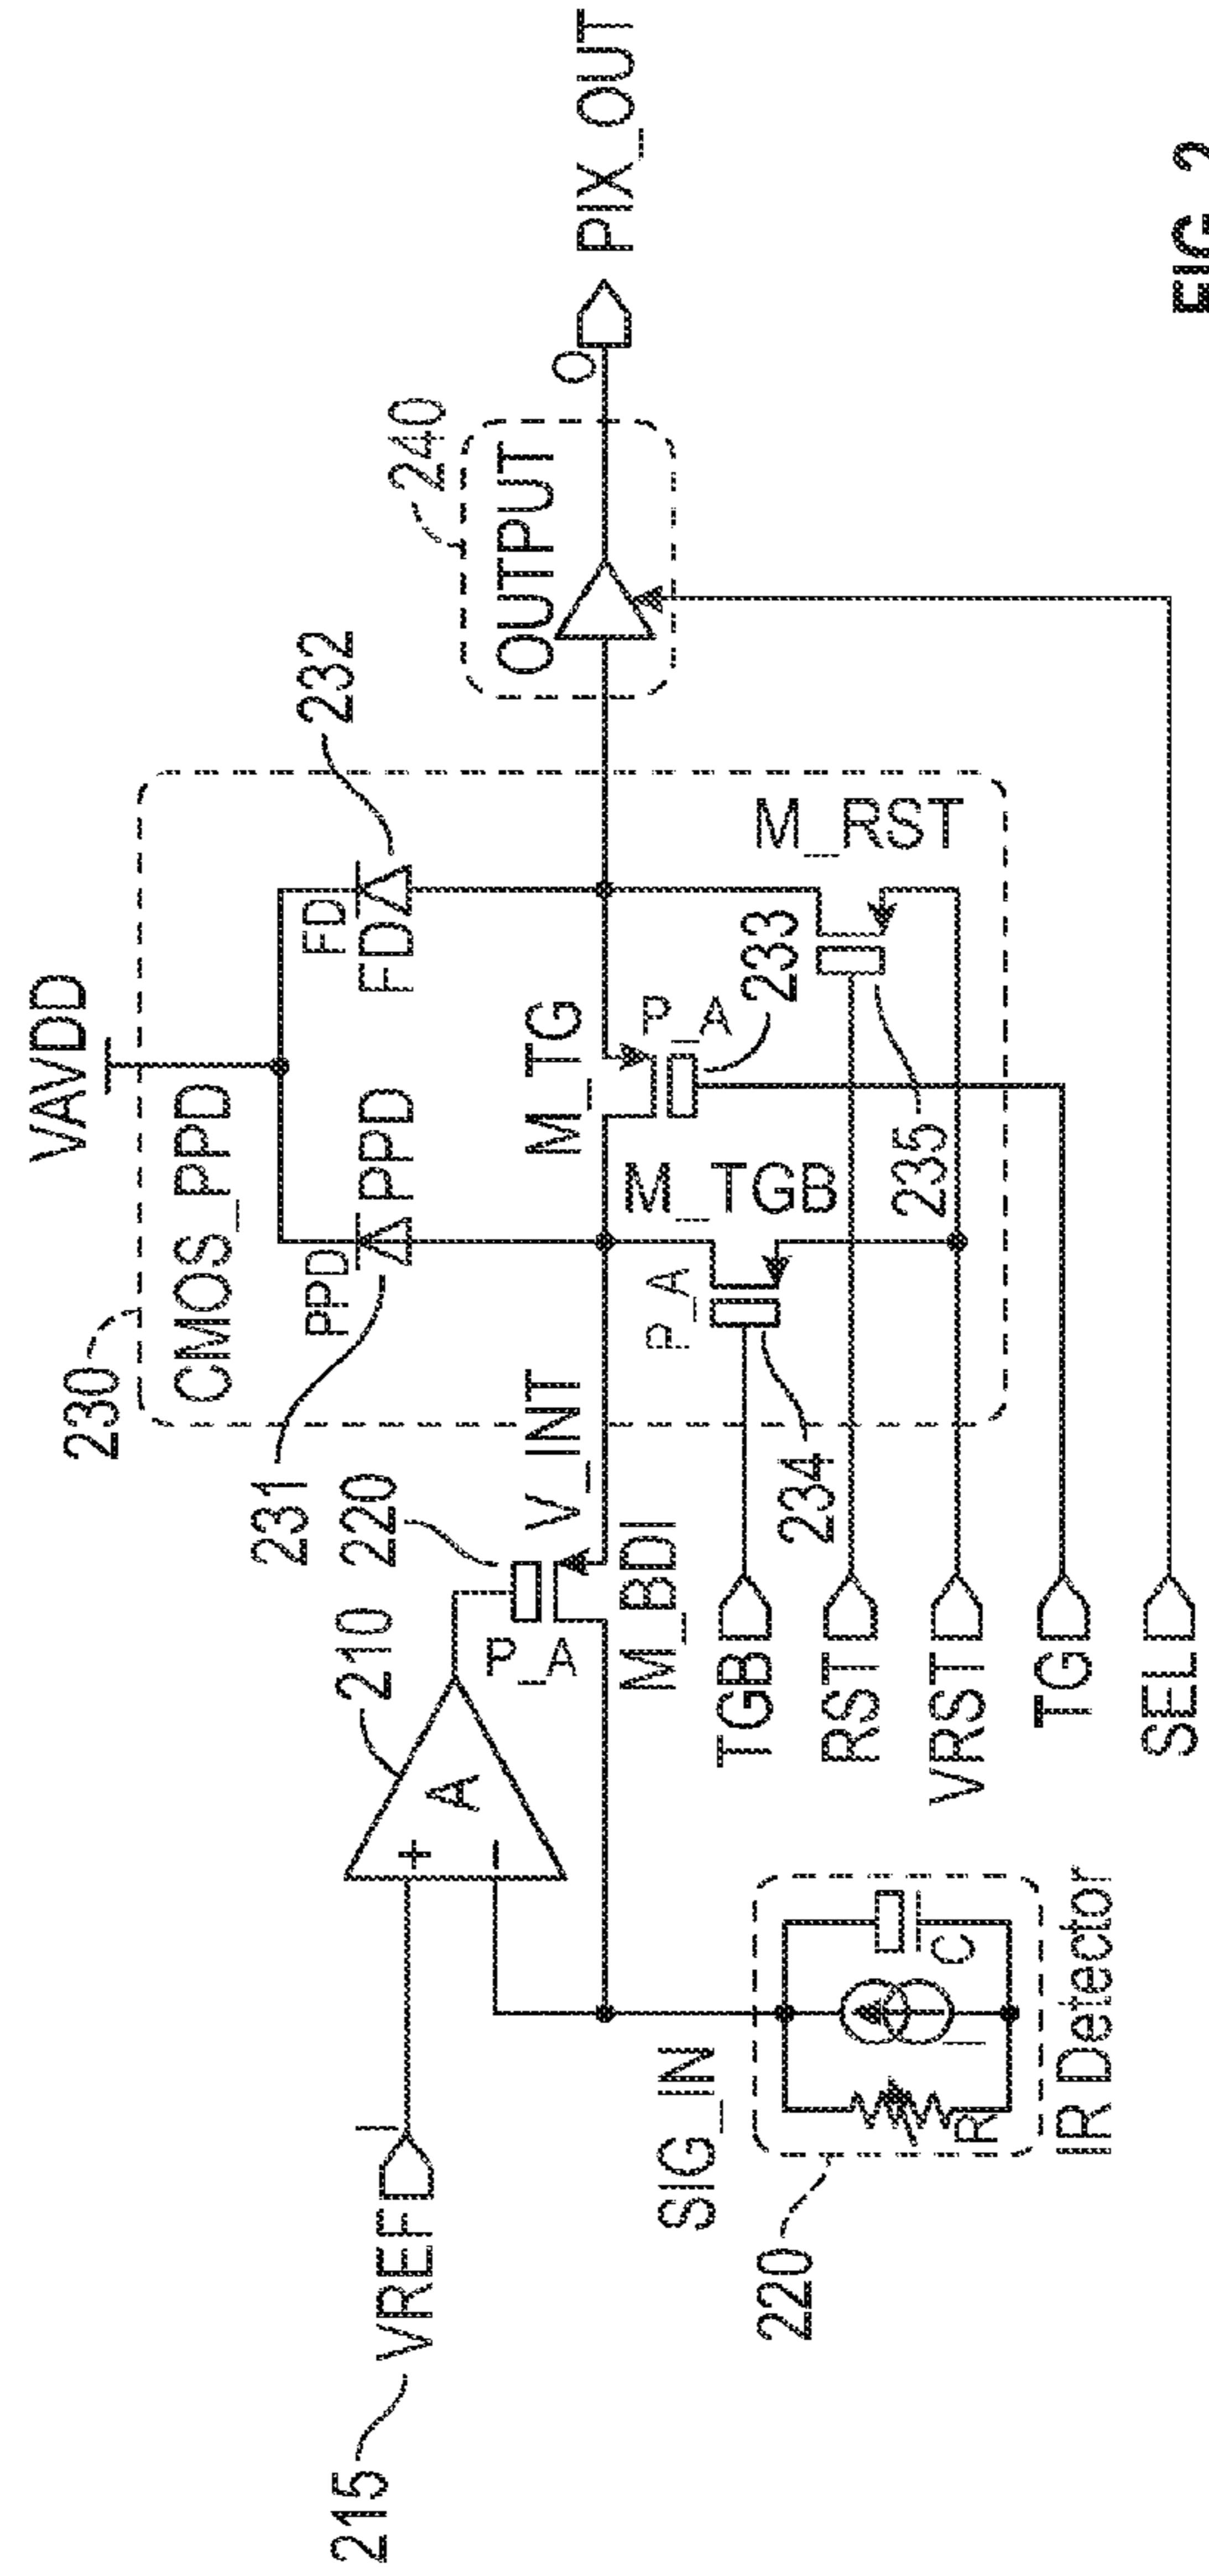 VAVDD
230
CMOS_PPD
232
FD
FD
PPD
PPD
231
240
OUTPUT
O
PIX_OUT
215
VREF
I
210
A
+
−
220
P_A
V_INT
M_BDI
M_TG
P_A
233
M_TGB
P_A
234
M_RST
235
SIG_IN
220
R
I
C
IR Detector
TGB
RST
VRST
TG
SEL
FIG. 2